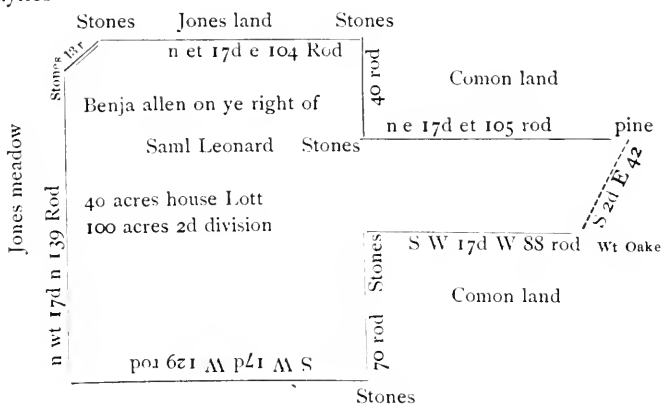 Stones Jones land Stones
13 r
n et 17d e 104 Rod
Stones
40 rod
Comon land
Benja allen on ye right of
Saml Leonard Stones
n e 17d et 105 rod
pine
S 2d E 42
Jones meadow
n wt 17d n 139 Rod
40 acres house Lott
100 acres 2d division
S W 17d W 88 rod
Wt Oake
Stones
70 rod
Comon land
S W 17d W 129 rod
Stones